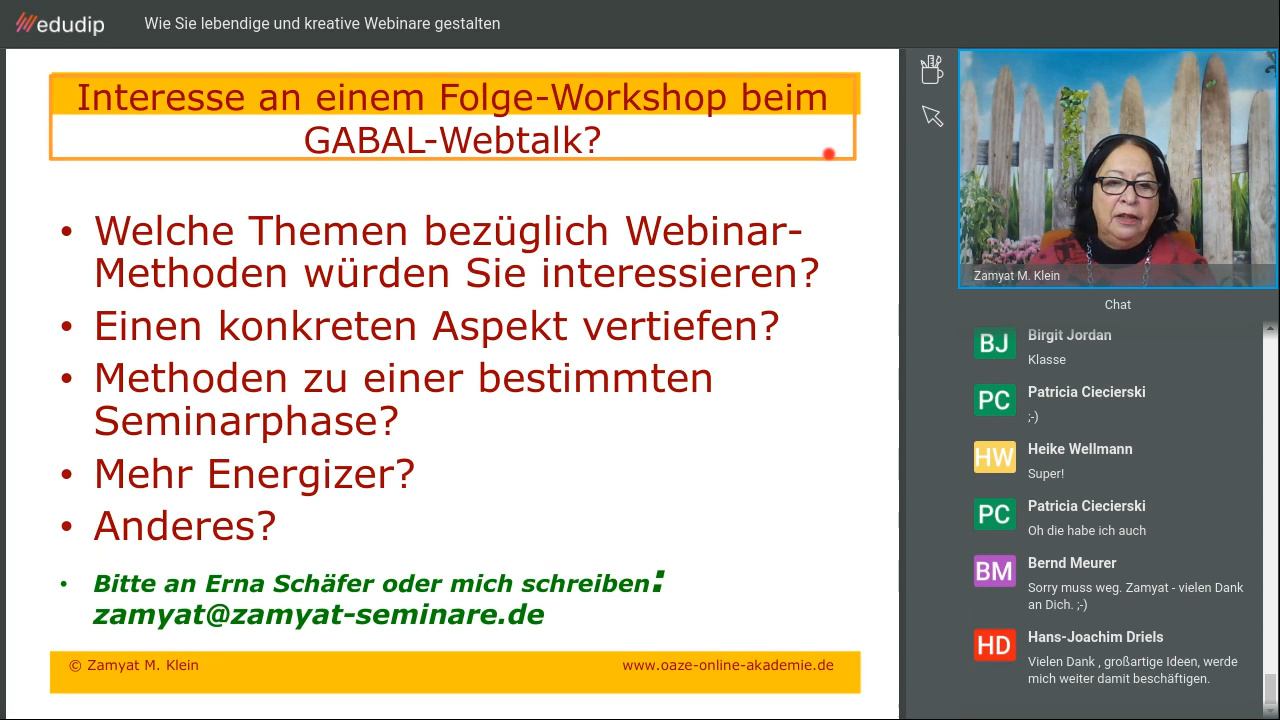 edudip
Wie Sie lebendige und kreative Webinare gestalten
Interesse an einem Folge-Workshop beim
GABAL-Webtalk?
• Welche Themen bezüglich Webinar-
Methoden würden Sie interessieren?
• Einen konkreten Aspekt vertiefen?
• Methoden zu einer bestimmten
Seminarphase?
• Mehr Energizer?
• Anderes?
• Bitte an Erna Schäfer oder mich schreiben:
zamyat@zamyat-seminare.de
© Zamyat M. Klein
www.oaze-online-akademie.de
Zamyat M. Klein
Chat
BJ
Birgit Jordan
Klasse
PC
Patricia Ciecierski
;-)
HW
Heike Wellmann
Super!
PC
Patricia Ciecierski
Oh die habe ich auch
BM
Bernd Meurer
Sorry muss weg. Zamyat - vielen Dank
an Dich. ;-)
HD
Hans-Joachim Driels
Vielen Dank , großartige Ideen, werde
mich weiter damit beschäftigen.